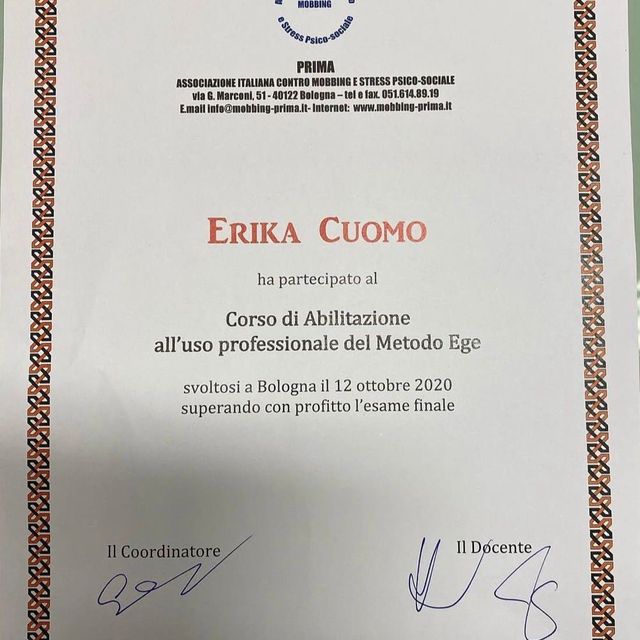 MOBBING
e Stress Psico-sociale
PRIMA
ASSOCIAZIONE ITALIANA CONTRO MOBBING E STRESS PSICO-SOCIALE
via G. Marconi, 51 - 40122 Bologna – tel e fax. 051.614.89.19
E.mail info@mobbing-prima.it- Internet: www.mobbing-prima.it
ERIKA CUOMO
ha partecipato al
Corso di Abilitazione
all'uso professionale del Metodo Ege
svoltosi a Bologna il 12 ottobre 2020
superando con profitto l'esame finale
Il Coordinatore
Il Docente